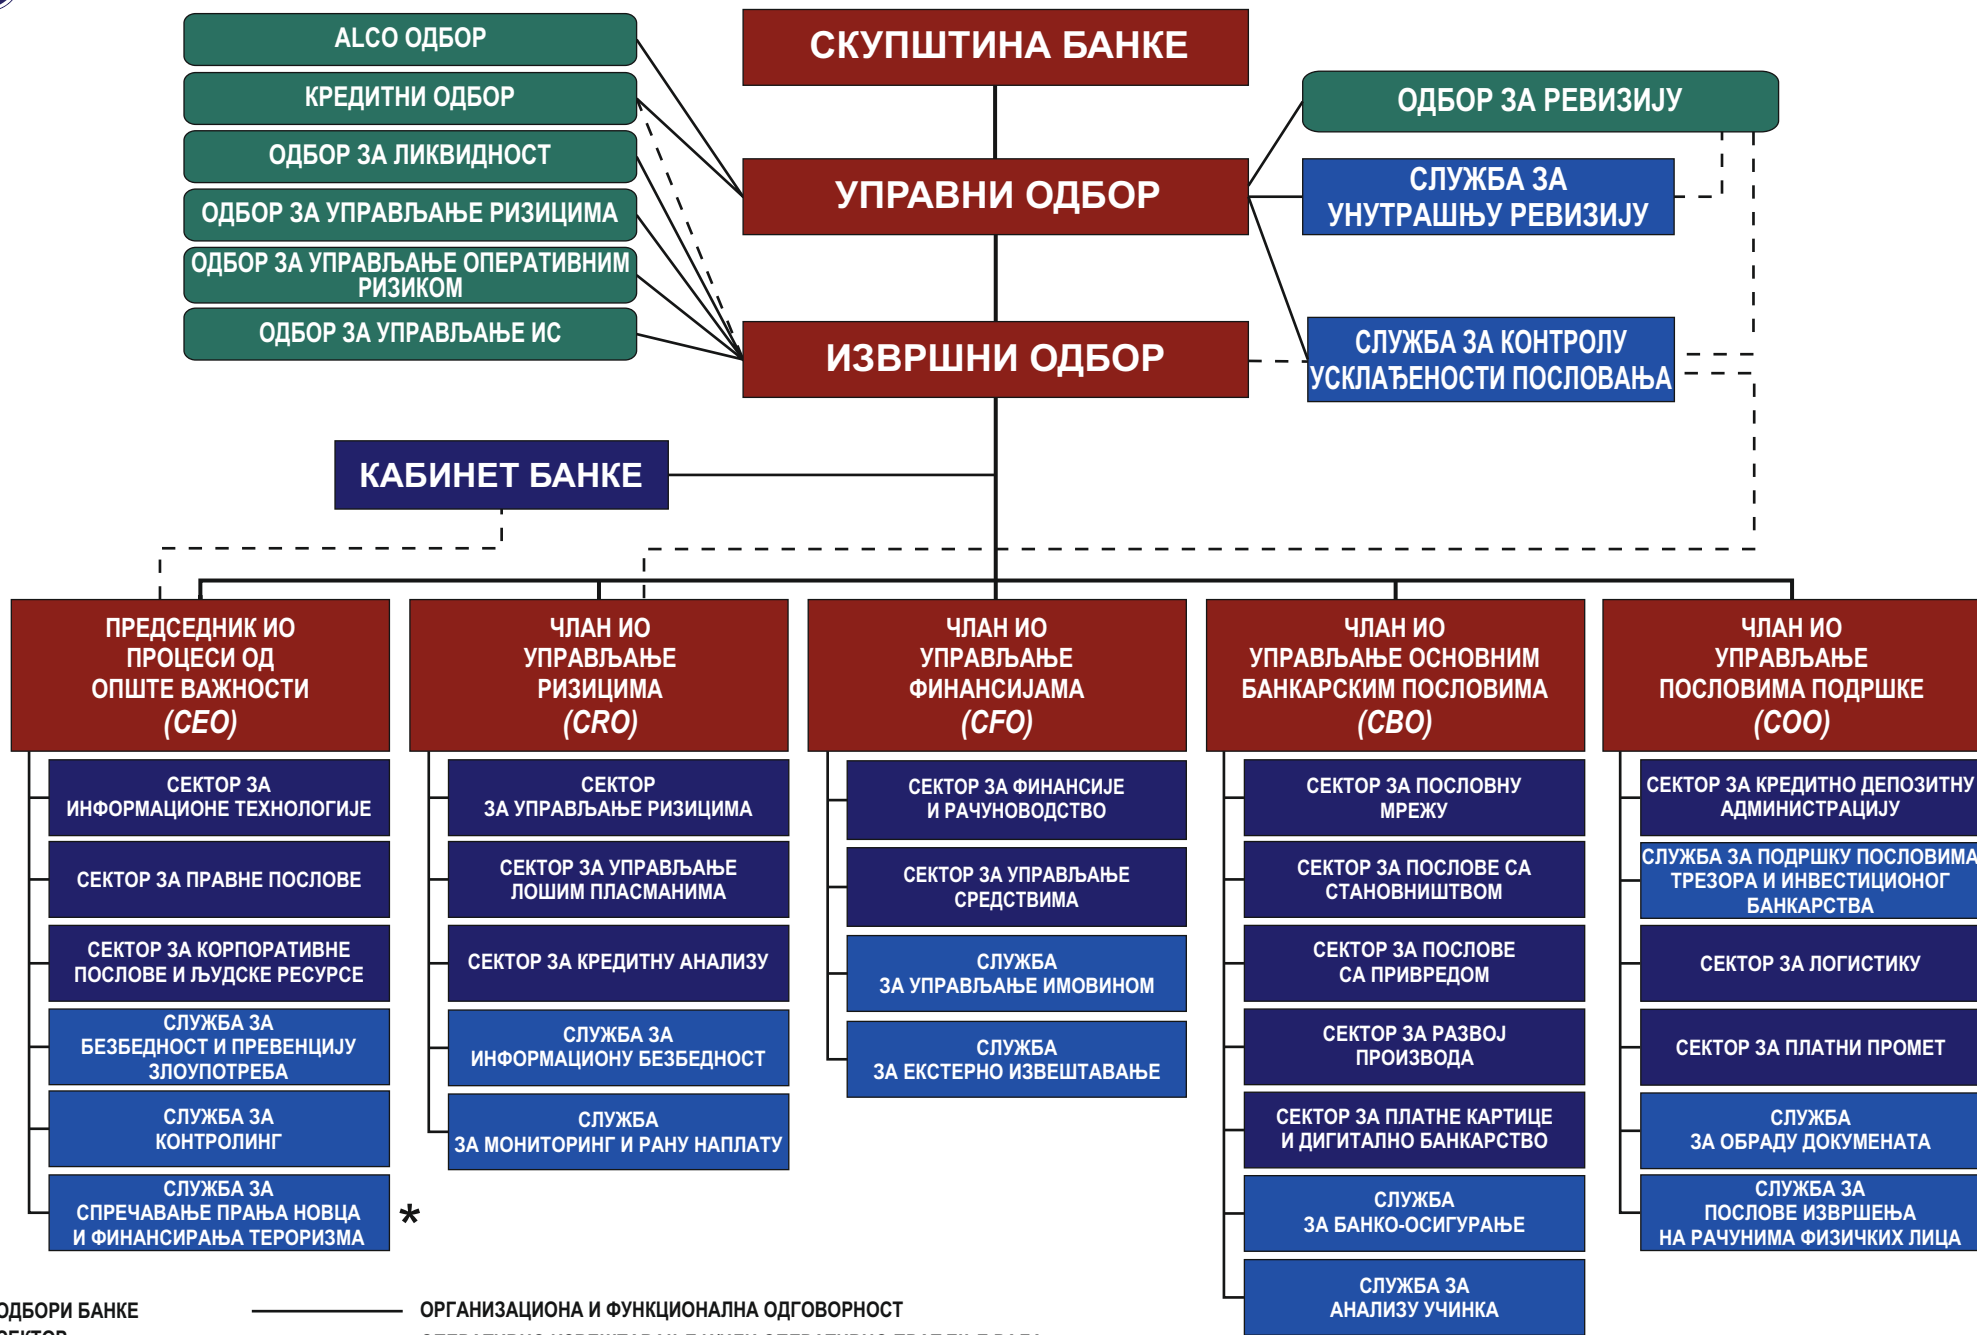 ALCO ОДБОР
КРЕДИТНИ ОДБОР
ОДБОР ЗА ЛИКВИДНОСТ
ОДБОР ЗА УПРАВЉАЊЕ РИЗИЦИМА
ОДБОР ЗА УПРАВЉАЊЕ ОПЕРАТИВНИМ
РИЗИКОМ
ОДБОР ЗА УПРАВЉАЊЕ ИС
СКУПШТИНА БАНКЕ
УПРАВНИ ОДБОР
ИЗВРШНИ ОДБОР
ОДБОР ЗА РЕВИЗИЈУ
СЛУЖБА ЗА
УНУТРАШЊУ РЕВИЗИЈУ
СЛУЖБА ЗА КОНТРОЛУ
УСКЛАЂЕНОСТИ ПОСЛОВАЊА
КАБИНЕТ БАНКЕ
ПРЕДСЕДНИК ИО
ПРОЦЕСИ ОД
ОПШТЕ ВАЖНОСТИ
(CEO)
СЕКТОР ЗА
ИНФОРМАЦИОНЕ ТЕХНОЛОГИЈЕ
СЕКТОР ЗА ПРАВНЕ ПОСЛОВЕ
СЕКТОР ЗА КОРПОРАТИВНЕ
ПОСЛОВЕ И ЉУДСКЕ РЕСУРСЕ
СЛУЖБА ЗА
БЕЗБЕДНОСТ И ПРЕВЕНЦИЈУ
ЗЛОУПОТРЕБА
СЛУЖБА ЗА
КОНТРОЛИНГ
СЛУЖБА ЗА
СПРЕЧАВАЊЕ ПРАЊА НОВЦА
И ФИНАНСИРАЊА ТЕРОРИЗМА
*
ЧЛАН ИО
УПРАВЉАЊЕ
РИЗИЦИМА
(CRO)
СЕКТОР
ЗА УПРАВЉАЊЕ РИЗИЦИМА
СЕКТОР ЗА УПРАВЉАЊЕ
ЛОШИМ ПЛАСМАНИМА
СЕКТОР ЗА КРЕДИТНУ АНАЛИЗУ
СЛУЖБА ЗА
ИНФОРМАЦИОНУ БЕЗБЕДНОСТ
СЛУЖБА
ЗА МОНИТОРИНГ И РАНУ НАПЛАТУ
ЧЛАН ИО
УПРАВЉАЊЕ
ФИНАНСИЈАМА
(CFO)
СЕКТОР ЗА ФИНАНСИЈЕ
И РАЧУНОВОДСТВО
СЕКТОР ЗА УПРАВЉАЊЕ
СРЕДСТВИМА
СЛУЖБА
ЗА УПРАВЉАЊЕ ИМОВИНОМ
СЛУЖБА
ЗА ЕКСТЕРНО ИЗВЕШТАВАЊЕ
ЧЛАН ИО
УПРАВЉАЊЕ ОСНОВНИМ
БАНКАРСКИМ ПОСЛОВИМА
(CBO)
СЕКТОР ЗА ПОСЛОВНУ
МРЕЖУ
СЕКТОР ЗА ПОСЛОВЕ СА
СТАНОВНИШТВОМ
СЕКТОР ЗА ПОСЛОВЕ
СА ПРИВРЕДОМ
СЕКТОР ЗА РАЗВОЈ
ПРОИЗВОДА
СЕКТОР ЗА ПЛАТНЕ КАРТИЦЕ
И ДИГИТАЛНО БАНКАРСТВО
СЛУЖБА
ЗА БАНКО-ОСИГУРАЊЕ
СЛУЖБА ЗА
АНАЛИЗУ УЧИНКА
ЧЛАН ИО
УПРАВЉАЊЕ
ПОСЛОВИМА ПОДРШКЕ
(COO)
СЕКТОР ЗА КРЕДИТНО ДЕПОЗИТНУ
АДМИНИСТРАЦИЈУ
СЛУЖБА ЗА ПОДРШКУ ПОСЛОВИМА
ТРЕЗОРА И ИНВЕСТИЦИОНОГ
БАНКАРСТВА
СЕКТОР ЗА ЛОГИСТИКУ
СЕКТОР ЗА ПЛАТНИ ПРОМЕТ
СЛУЖБА
ЗА ОБРАДУ ДОКУМЕНАТА
СЛУЖБА ЗА
ПОСЛОВЕ ИЗВРШЕЊА
НА РАЧУНИМА ФИЗИЧКИХ ЛИЦА
ОДБОРИ БАНКЕ
ОРГАНИЗАЦИОНА И ФУНКЦИОНАЛНА ОДГОВОРНОСТ